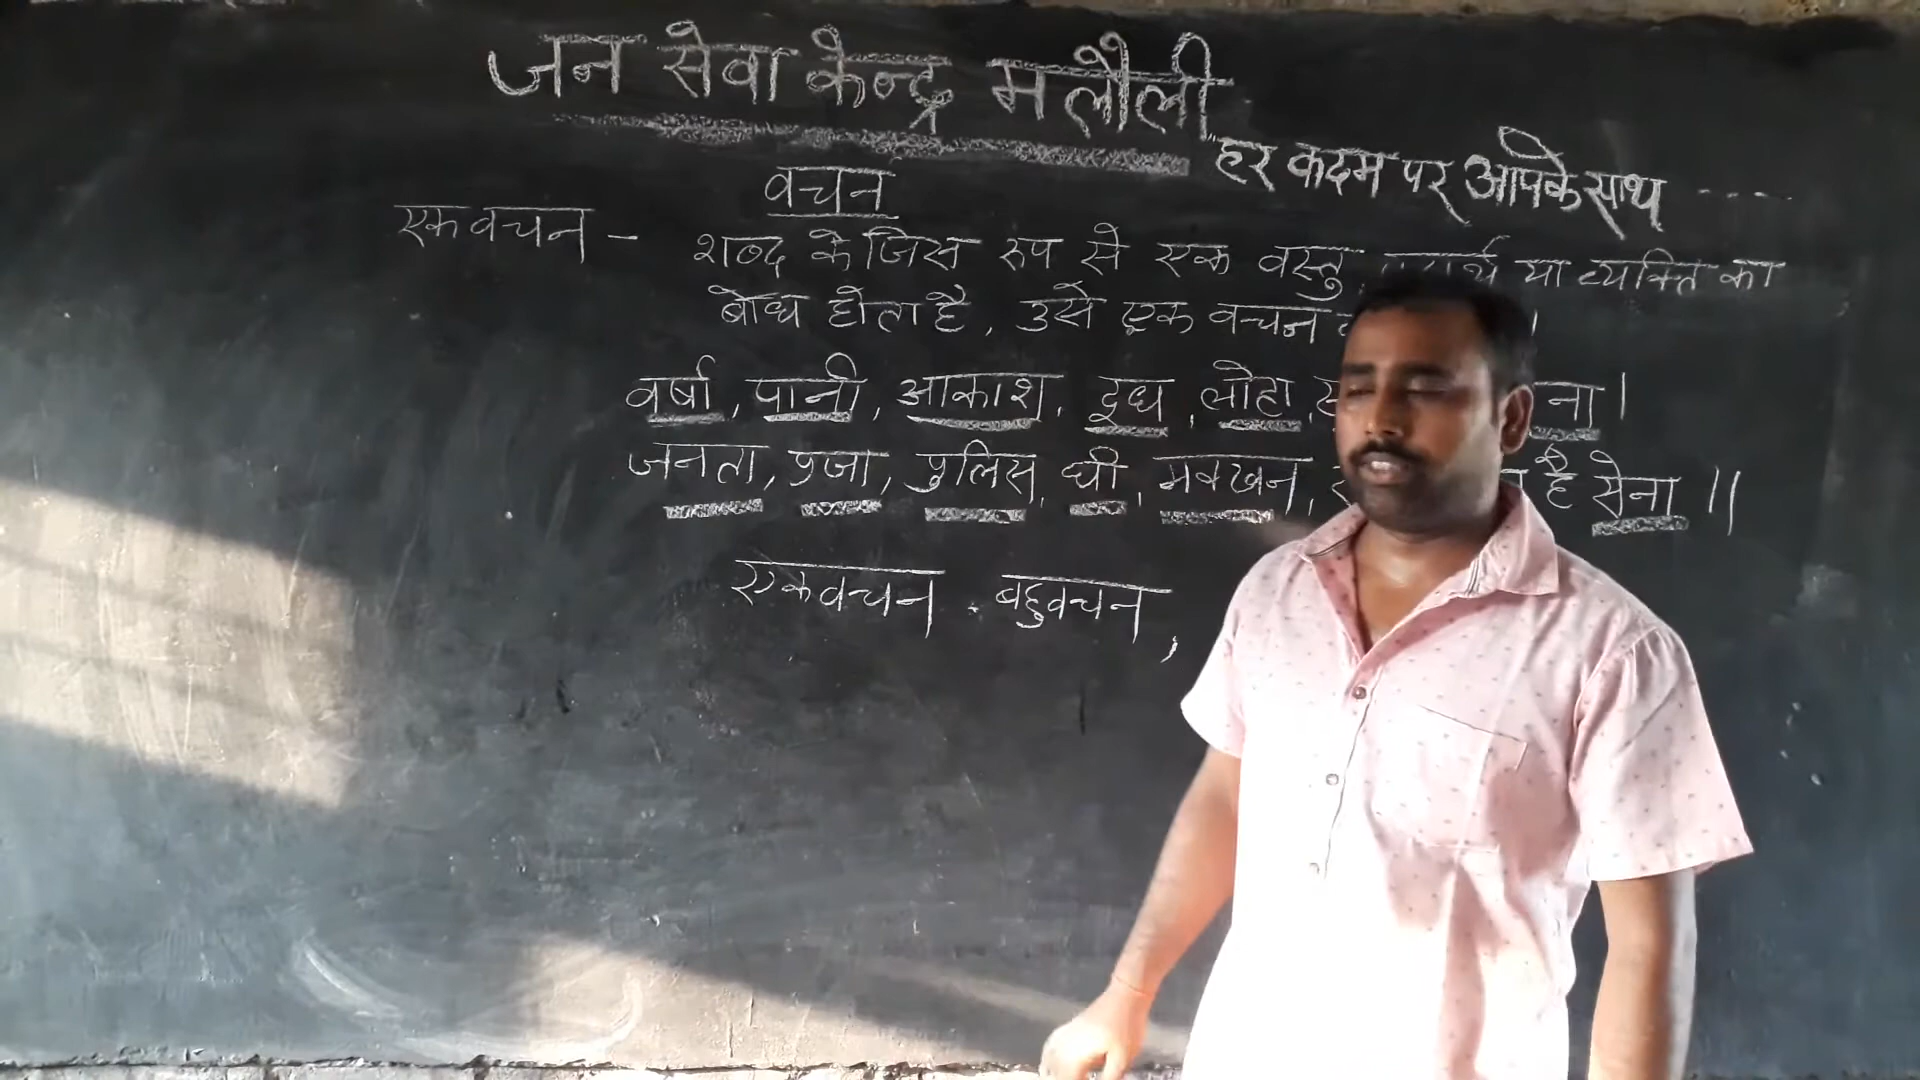 जन सेवा केन्द्र मलौली
हर कदम पर आपके साथ ----
वचन
एकवचन - शब्द के जिस रूप से एक वस्तु, या व्यक्ति का
बोध होता है, उसे एक वचन
वर्षा, पानी, आकाश, दूध, लोटा,
जनता, प्रजा, पुलिस, घी, मक्खन, है सेना ||
एकवचन . बहुवचन,